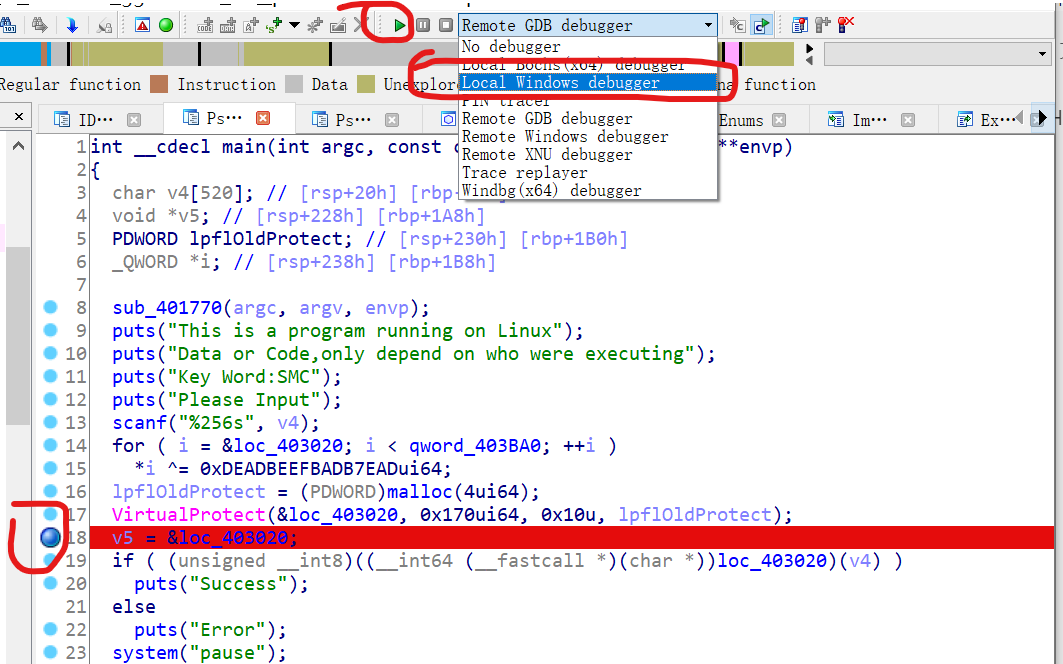 Remote GDB debugger
No debugger
Local Bochs(x64) debugger
Regular function Instruction Data Unexplore na function
Local Windows debugger
PIN tracer
Remote GDB debugger
Remote Windows debugger
Remote XNU debugger
Trace replayer
Windbg(x64) debugger
ID··· Ps··· Ps··· Enums Im··· Ex···
1 int __cdecl main(int argc, const c **envp)
2 {
3 char v4[520]; // [rsp+20h] [rbp-
4 void *v5; // [rsp+228h] [rbp+1A8h]
5 PDWORD lpflOldProtect; // [rsp+230h] [rbp+1B0h]
6 _QWORD *i; // [rsp+238h] [rbp+1B8h]
7
8 sub_401770(argc, argv, envp);
9 puts("This is a program running on Linux");
10 puts("Data or Code,only depend on who were executing");
11 puts("Key Word:SMC");
12 puts("Please Input");
13 scanf("%256s", v4);
14 for ( i = &loc_403020; i < qword_403BA0; ++i )
15 *i ^= 0xDEADBEEFBADB7EADui64;
16 lpflOldProtect = (PDWORD)malloc(4ui64);
17 VirtualProtect(&loc_403020, 0x170ui64, 0x10u, lpflOldProtect);
18 v5 = &loc_403020;
19 if ( (unsigned __int8)((__int64 (__fastcall *)(char *))loc_403020)(v4) )
20 puts("Success");
21 else
22 puts("Error");
23 system("pause");